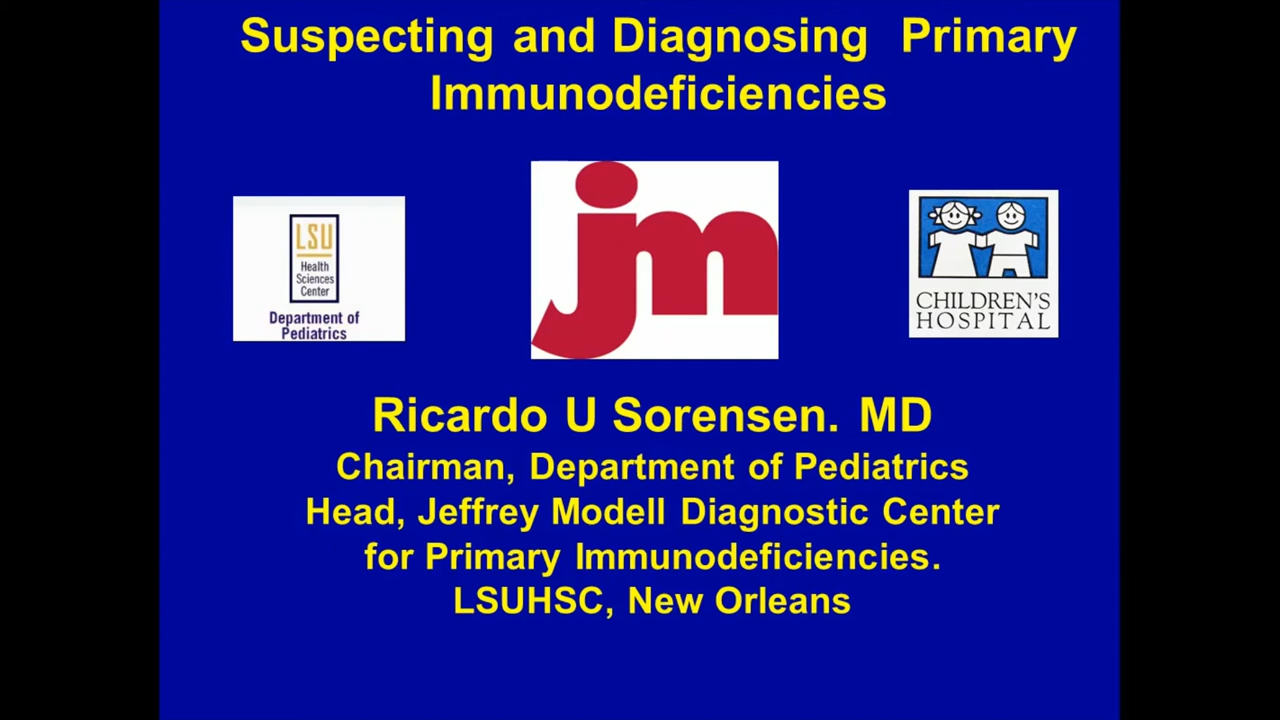 Suspecting and Diagnosing Primary
Immunodeficiencies
LSU
Health
Sciences
Center
Department of
Pediatrics
jm
CHILDREN'S
HOSPITAL
Ricardo U Sorensen. MD
Chairman, Department of Pediatrics
Head, Jeffrey Modell Diagnostic Center
for Primary Immunodeficiencies.
LSUHSC, New Orleans